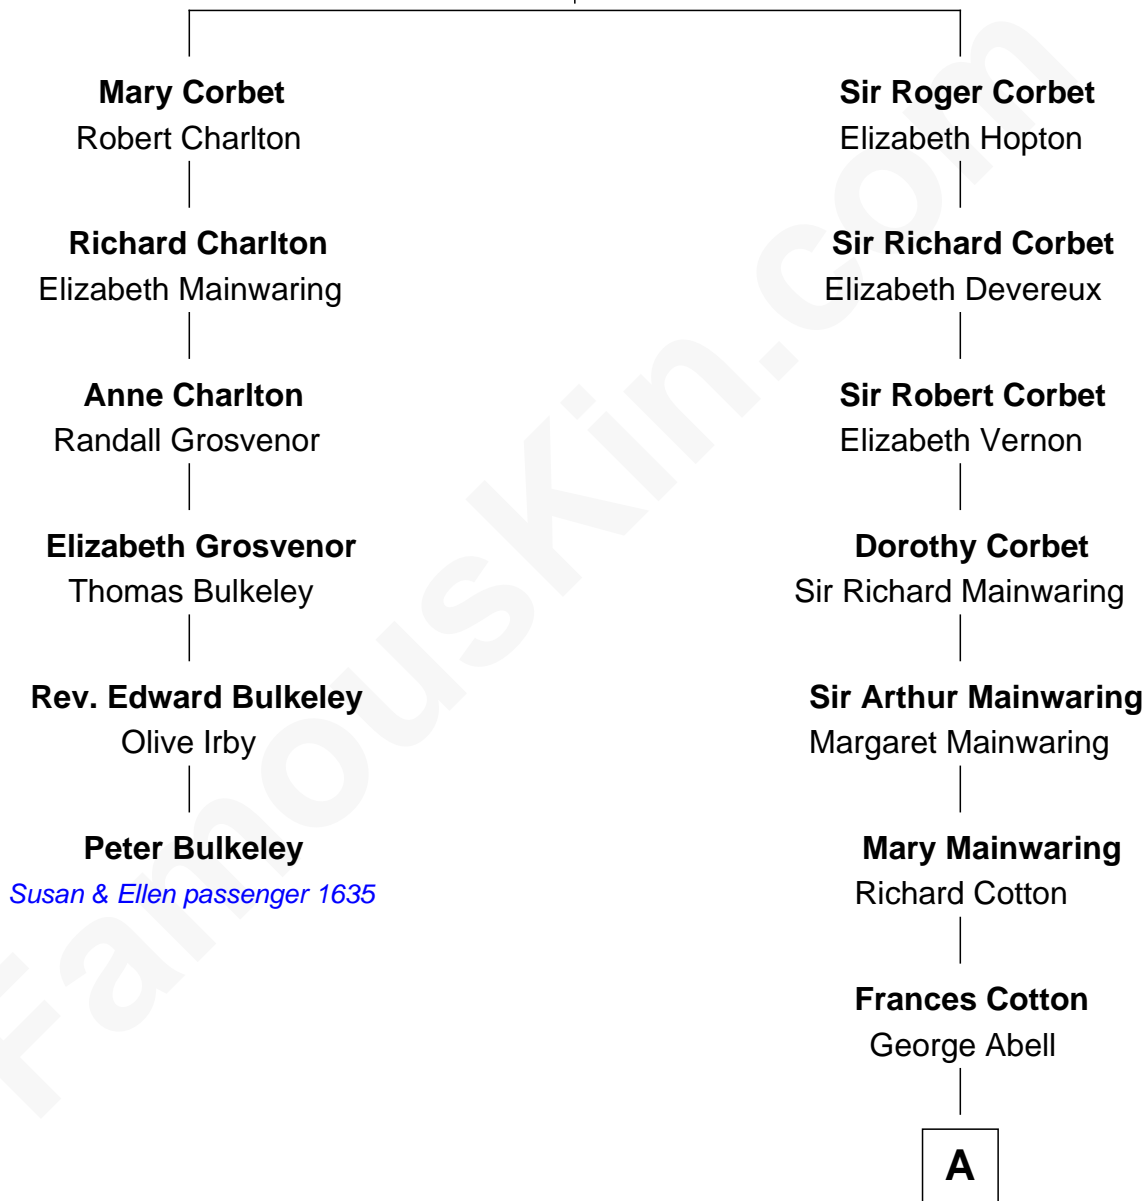 Mary Corbet
Robert Charlton
Richard Charlton
Elizabeth Mainwaring
Anne Charlton
Randall Grosvenor
Elizabeth Grosvenor
Thomas Bulkeley
Rev. Edward Bulkeley
Olive Irby
Peter Bulkeley
Susan & Ellen passenger 1635
Sir Roger Corbet
Elizabeth Hopton
Sir Richard Corbet
Elizabeth Devereux
Sir Robert Corbet
Elizabeth Vernon
Dorothy Corbet
Sir Richard Mainwaring
Sir Arthur Mainwaring
Margaret Mainwaring
Mary Mainwaring
Richard Cotton
Frances Cotton
George Abell
A
FamousKin.com